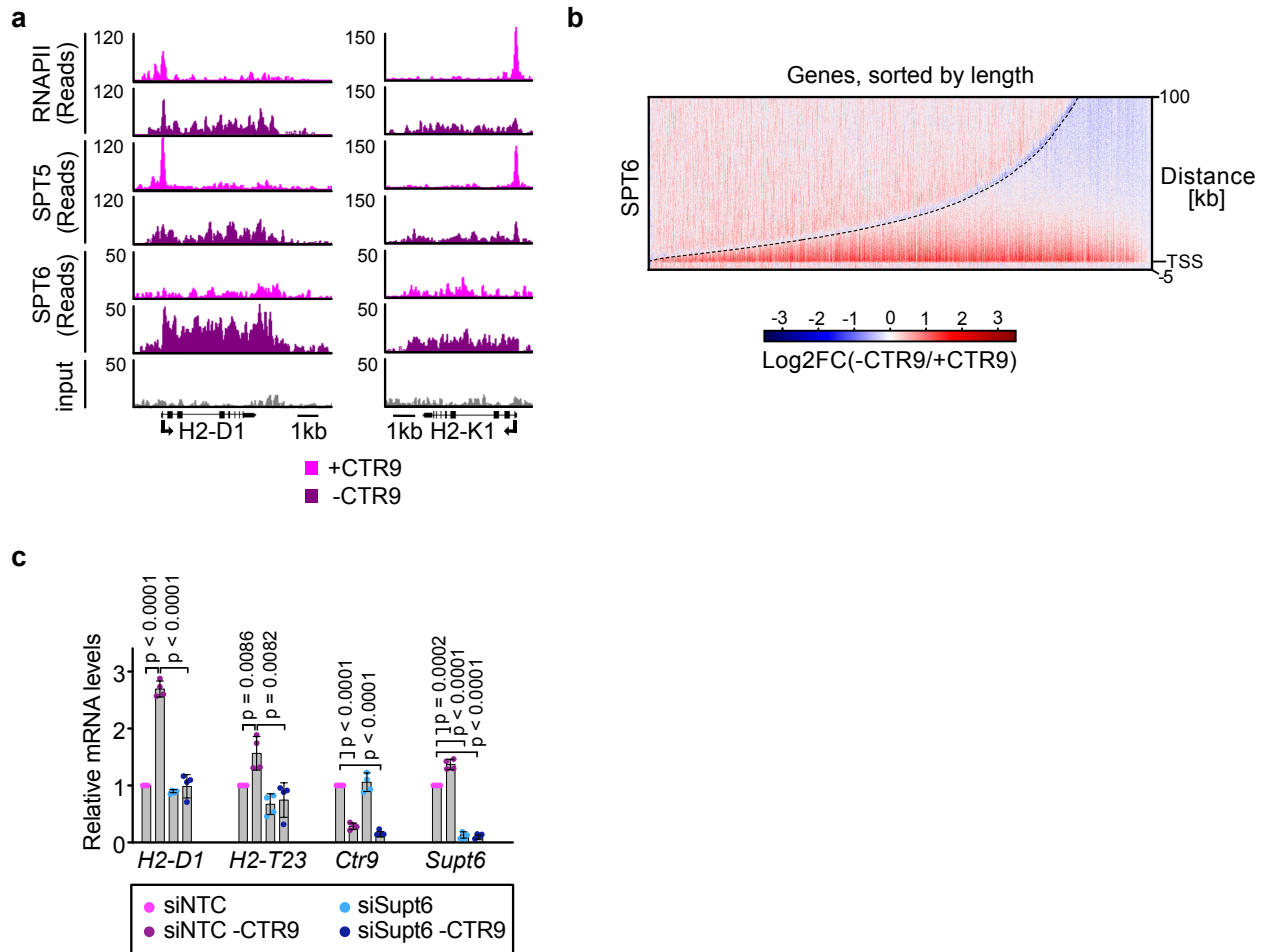 a
RNAPII
(Reads)
120
150
120
150
SPT5
(Reads)
120
150
120
150
SPT6
(Reads)
50
50
50
50
input
50
50
H2-D1
1kb
1kb
H2-K1
+CTR9
-CTR9
b
Genes, sorted by length
SPT6
100
Distance
[kb]
TSS
-5
-3 -2 -1 0 1 2 3
Log2FC(-CTR9/+CTR9)
c
Relative mRNA levels
3
2
1
0
p < 0.0001
p < 0.0001
p = 0.0086
p = 0.0082
p < 0.0001
p < 0.0001
p = 0.0002
p < 0.0001
p < 0.0001
H2-D1
H2-T23
Ctr9
Supt6
siNTC
siSupt6
siNTC -CTR9
siSupt6 -CTR9